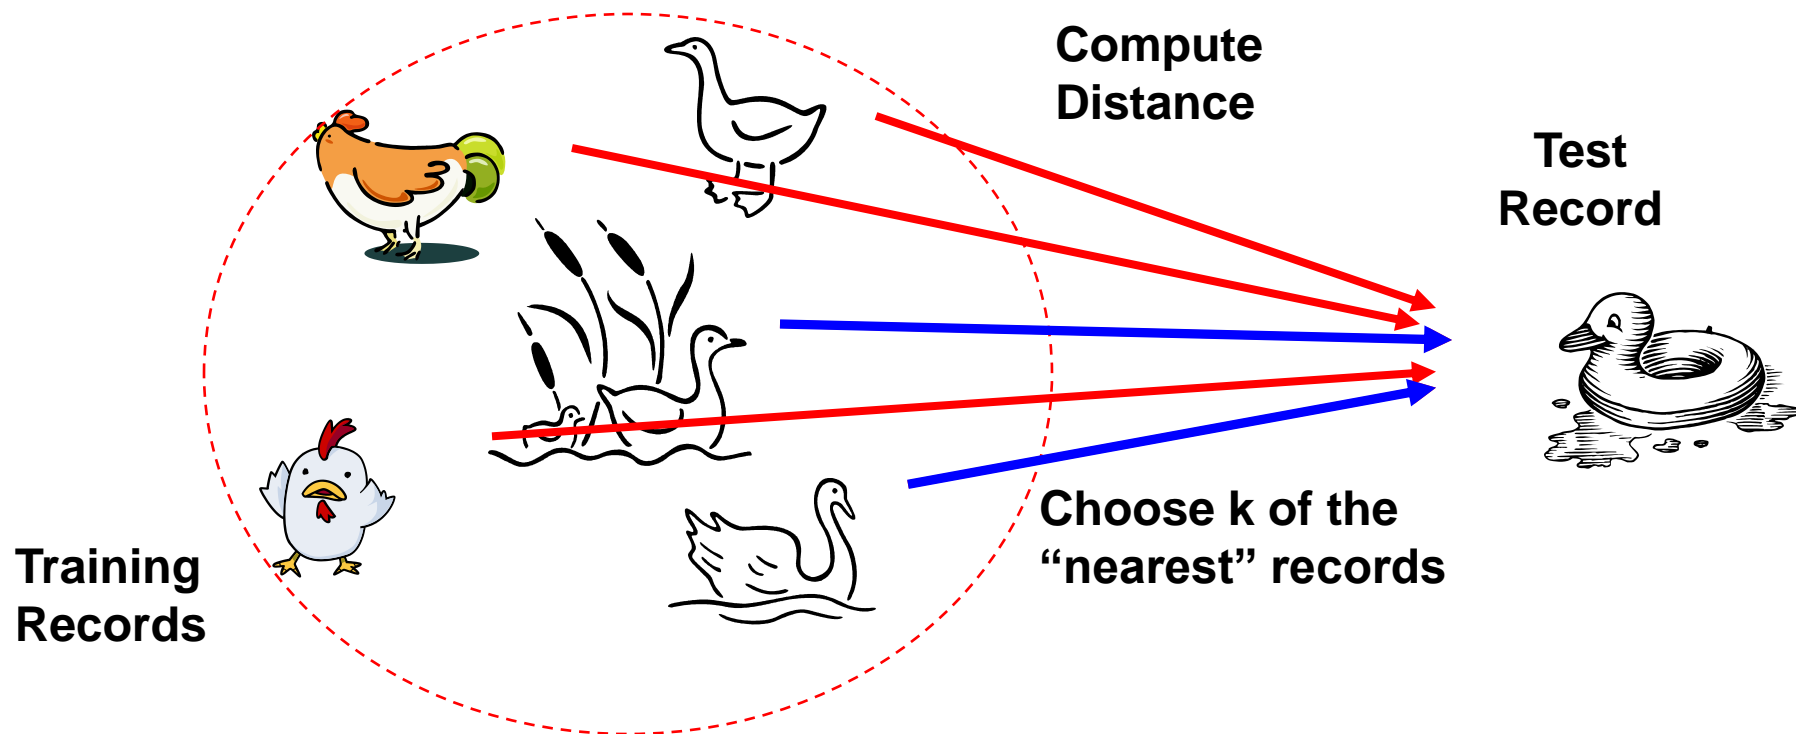 Compute
Distance
Test
Record
Choose k of the
“nearest” records
Training
Records